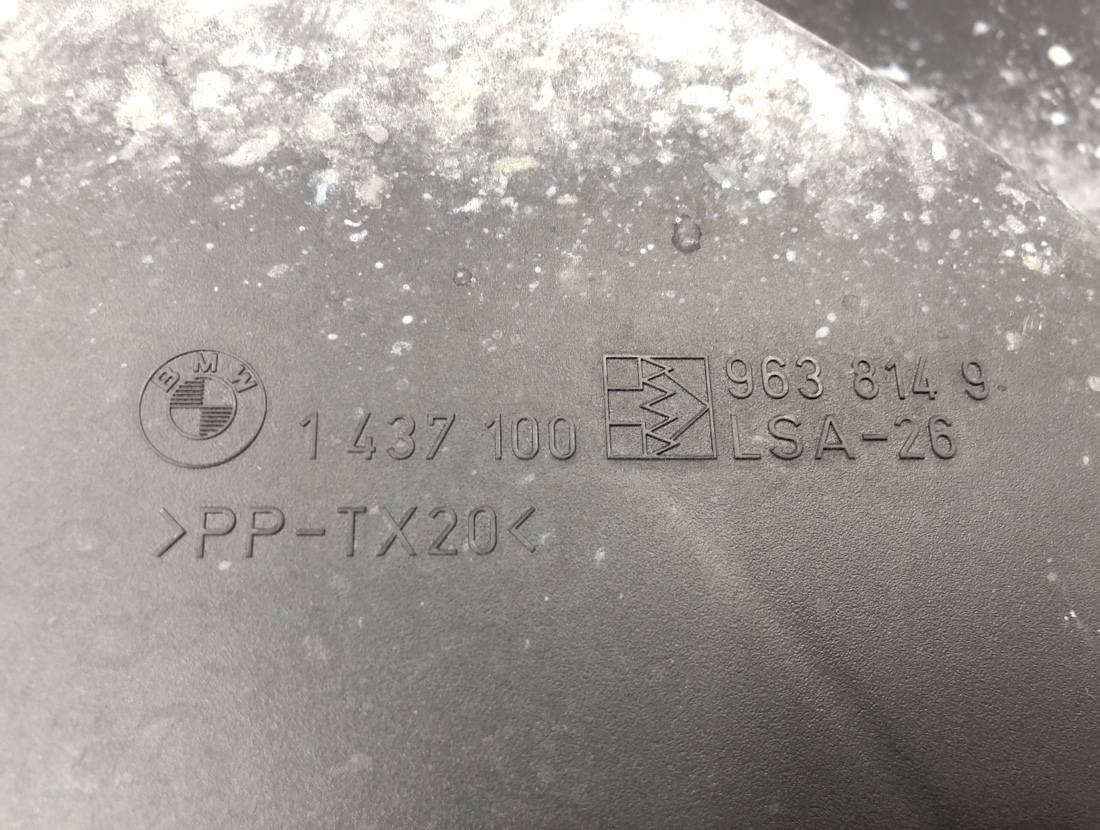 BMW
1 437 100
963 814 9
LSA-26
>PP-TX20<